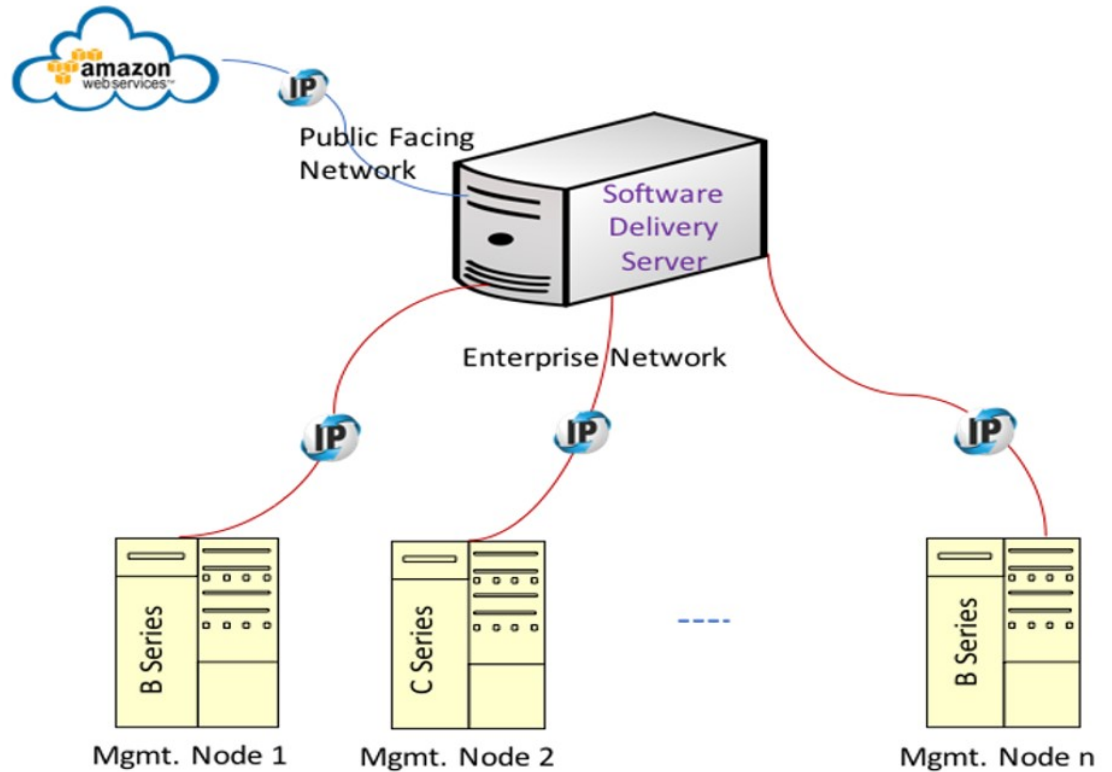 amazon
webservices™
IP
Public Facing
Network
Software
Delivery
Server
Enterprise Network
IP
IP
IP
B Series
C Series
B Series
Mgmt. Node 1
Mgmt. Node 2
Mgmt. Node n